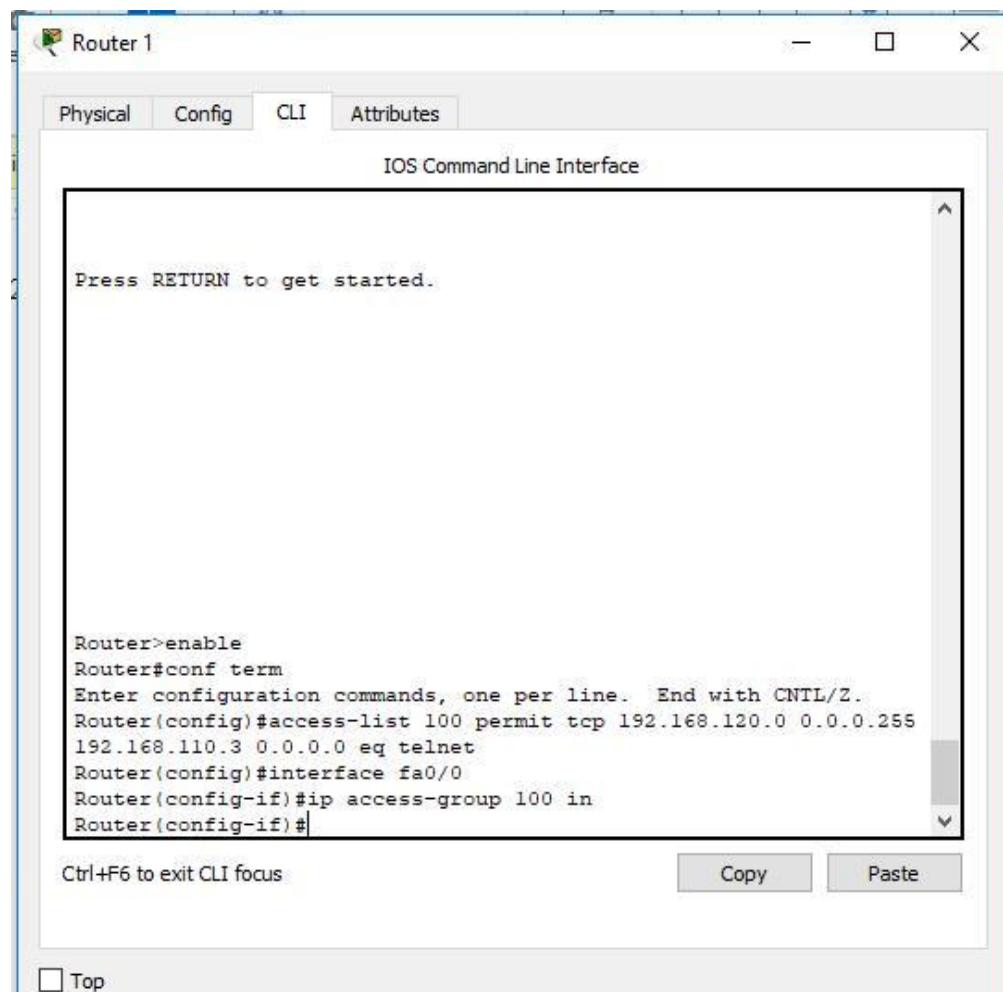 Router 1
Physical Config CLI Attributes
IOS Command Line Interface
Press RETURN to get started.
Router>enable
Router#conf term
Enter configuration commands, one per line.  End with CNTL/Z.
Router(config)#access-list 100 permit tcp 192.168.120.0 0.0.0.255
192.168.110.3 0.0.0.0 eq telnet
Router(config)#interface fa0/0
Router(config-if)#ip access-group 100 in
Router(config-if)#
Ctrl+F6 to exit CLI focus
Copy Paste
Top